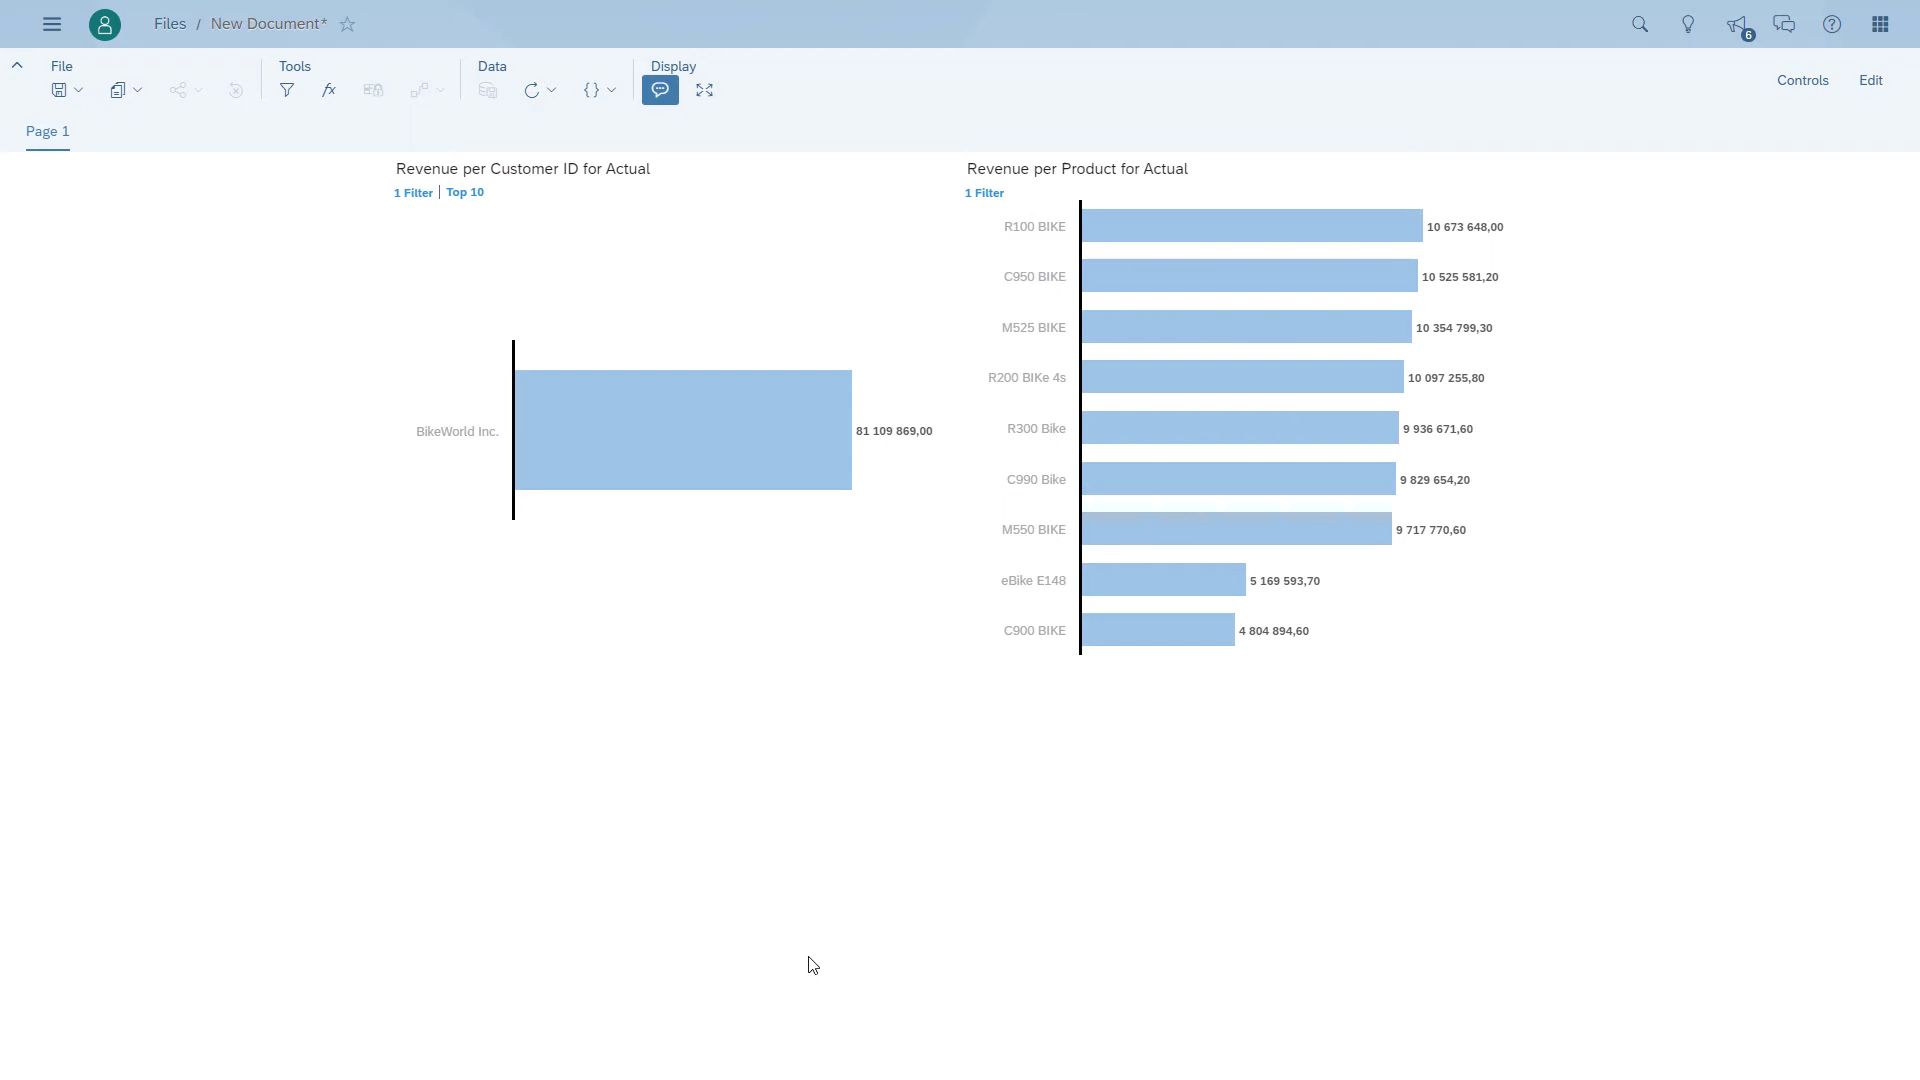 Files / New Document*
6
File
Tools
Data
Display
Controls
Edit
Page 1
Revenue per Customer ID for Actual
1 Filter | Top 10
BikeWorld Inc. 81 109 869,00
Revenue per Product for Actual
1 Filter
R100 BIKE 10 673 648,00
C950 BIKE 10 525 581,20
M525 BIKE 10 354 799,30
R200 BIKe 4s 10 097 255,80
R300 Bike 9 936 671,60
C990 Bike 9 829 654,20
M550 BIKE 9 717 770,60
eBike E148 5 169 593,70
C900 BIKE 4 804 894,60